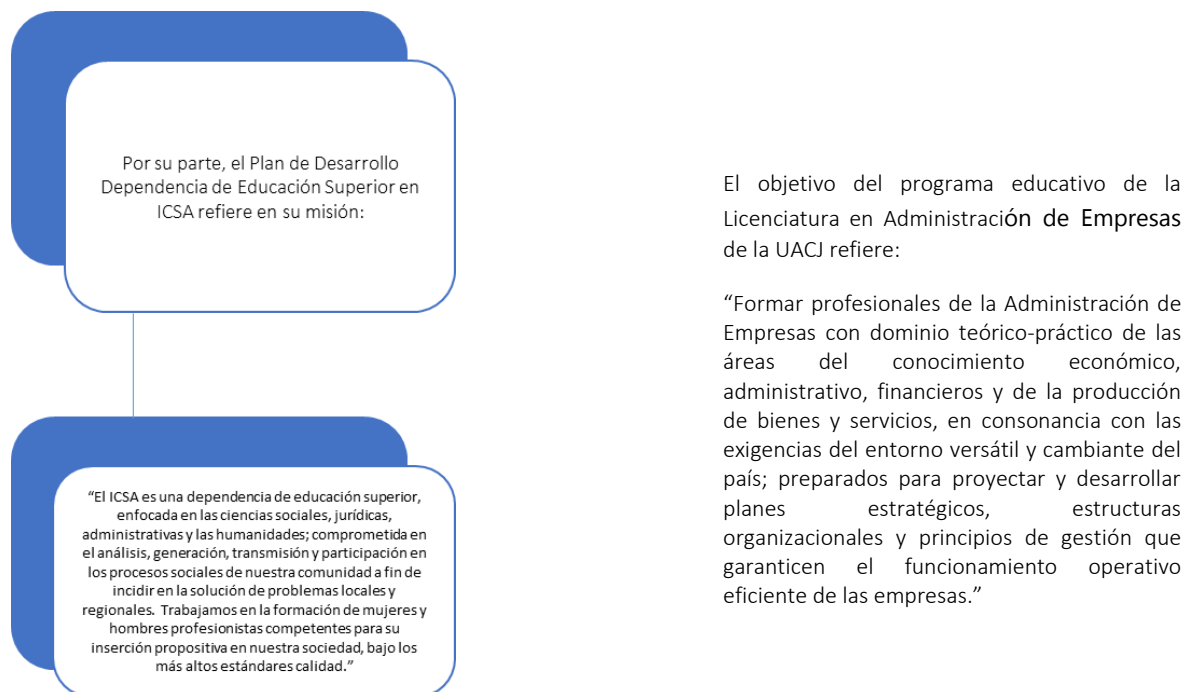 Por su parte, el Plan de Desarrollo
Dependencia de Educación Superior en
ICSA refiere en su misión:
“El ICSA es una dependencia de educación superior,
enfocada en las ciencias sociales, jurídicas,
administrativas y las humanidades; comprometida en
el análisis, generación, transmisión y participación en
los procesos sociales de nuestra comunidad a fin de
incidir en la solución de problemas locales y
regionales. Trabajamos en la formación de mujeres y
hombres profesionistas competentes para su
inserción propositiva en nuestra sociedad, bajo los
más altos estándares calidad.”
El objetivo del programa educativo de la
Licenciatura en Administración de Empresas
de la UACJ refiere:
“Formar profesionales de la Administración de
Empresas con dominio teórico-práctico de las
áreas del conocimiento económico,
administrativo, financieros y de la producción
de bienes y servicios, en consonancia con las
exigencias del entorno versátil y cambiante del
país; preparados para proyectar y desarrollar
planes estratégicos, estructuras
organizacionales y principios de gestión que
garanticen el funcionamiento operativo
eficiente de las empresas.”